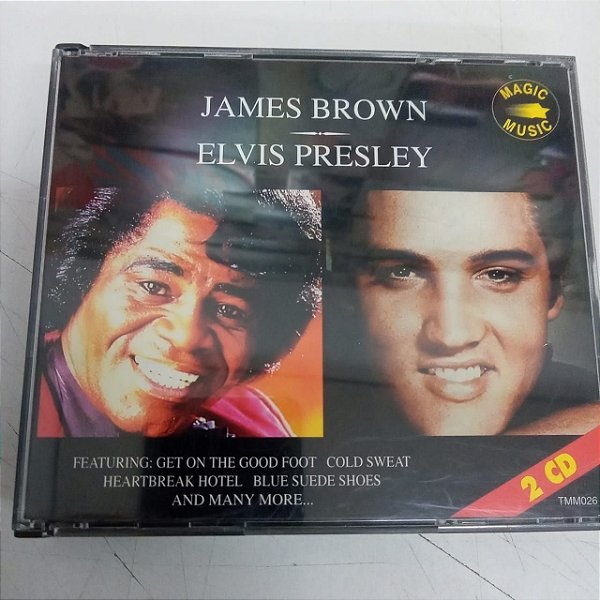 JAMES BROWN
ELVIS PRESLEY
MAGIC
MUSIC
FEATURING: GET ON THE GOOD FOOT COLD SWEAT
HEARTBREAK HOTEL BLUE SUEDE SHOES
AND MANY MORE...
2 CD
TMM026